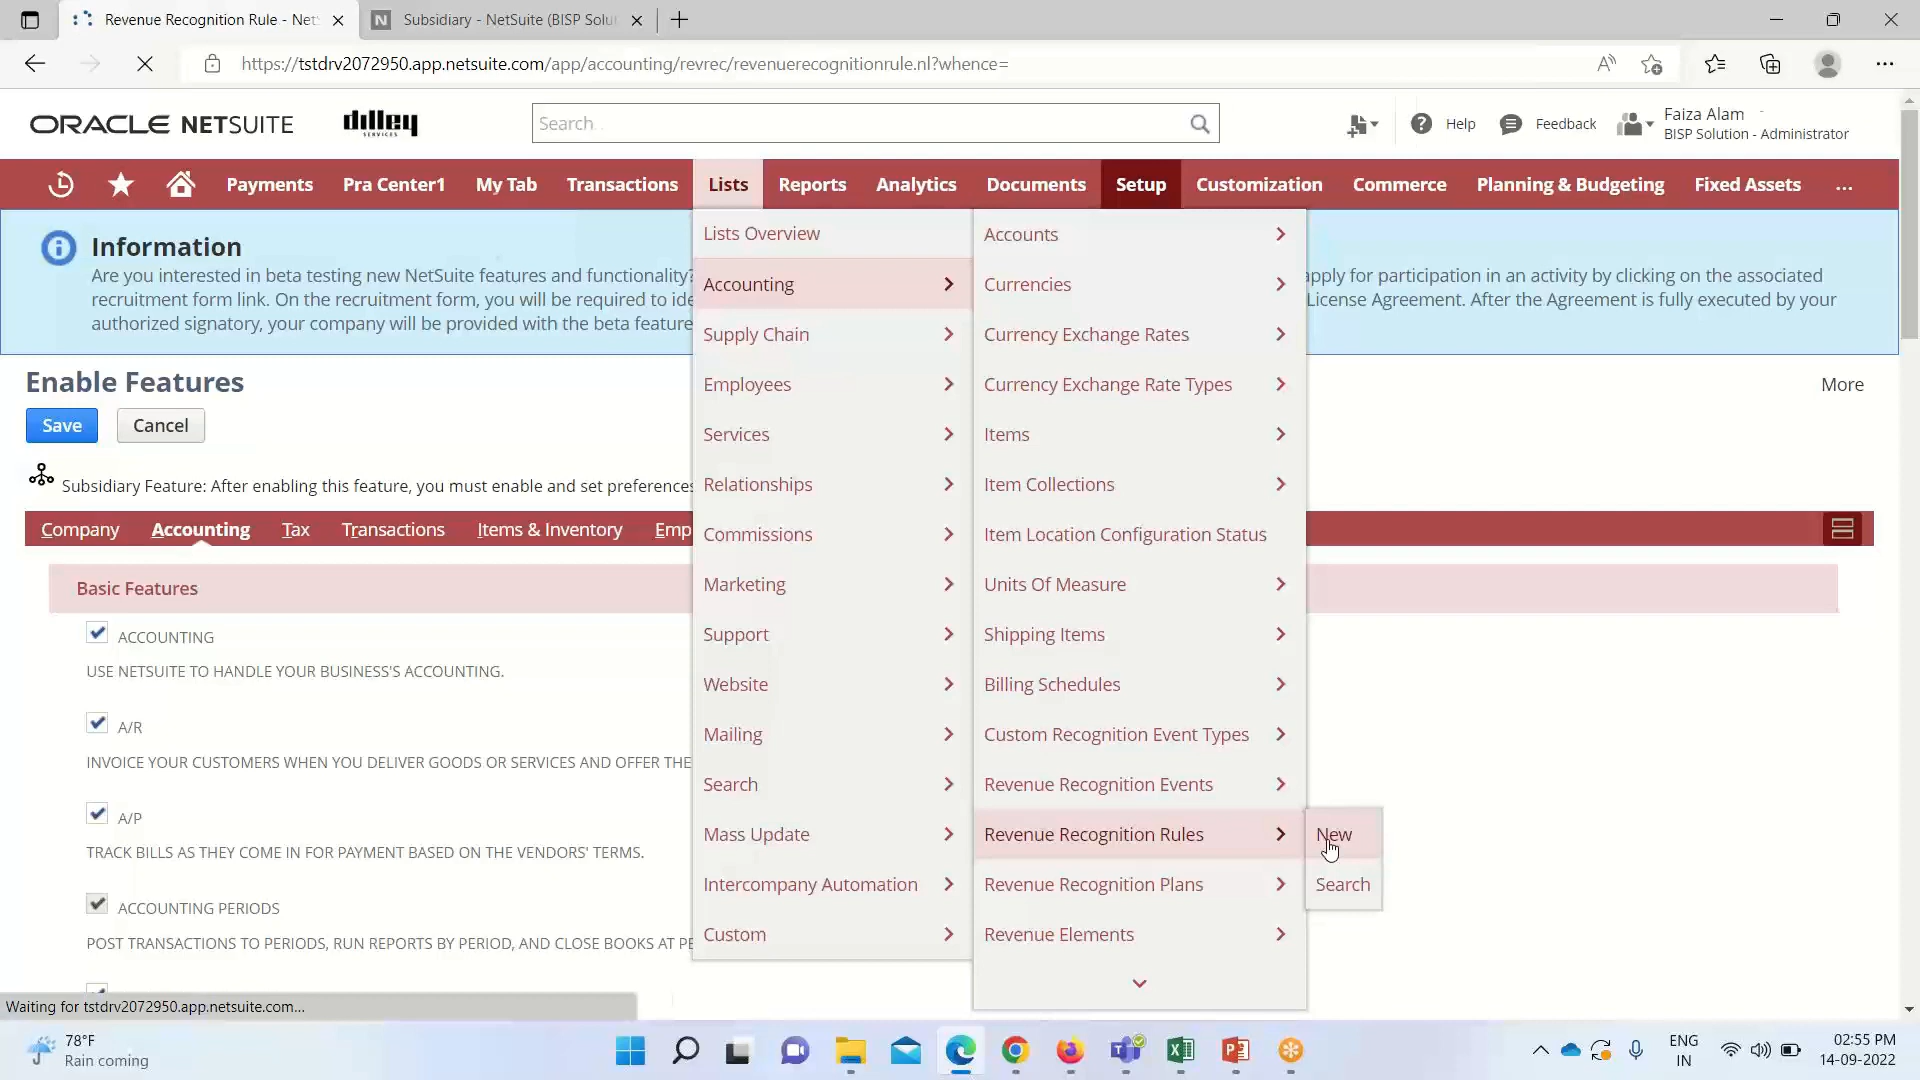 Revenue Recognition Rule - Net
Subsidiary - NetSuite (BISP Solu
https://tstdrv2072950.app.netsuite.com/app/accounting/revrec/revenuerecognitionrule.nl?whence=
ORACLE NETSUITE
dilley
SERVICES
Search
Help
Feedback
Faiza Alam
BISP Solution - Administrator
Payments
Pra Center1
My Tab
Transactions
Lists
Reports
Analytics
Documents
Setup
Customization
Commerce
Planning & Budgeting
Fixed Assets
...
Information
Are you interested in beta testing new NetSuite features and functionality?
apply for participation in an activity by clicking on the associated
recruitment form link. On the recruitment form, you will be required to ide
License Agreement. After the Agreement is fully executed by your
authorized signatory, your company will be provided with the beta feature
Enable Features
More
Save
Cancel
Subsidiary Feature: After enabling this feature, you must enable and set preferences
Company
Accounting
Tax
Transactions
Items & Inventory
Emp
Basic Features
ACCOUNTING
USE NETSUITE TO HANDLE YOUR BUSINESS'S ACCOUNTING.
A/R
INVOICE YOUR CUSTOMERS WHEN YOU DELIVER GOODS OR SERVICES AND OFFER THE
A/P
TRACK BILLS AS THEY COME IN FOR PAYMENT BASED ON THE VENDORS' TERMS.
ACCOUNTING PERIODS
POST TRANSACTIONS TO PERIODS, RUN REPORTS BY PERIOD, AND CLOSE BOOKS AT PE
Lists Overview
Accounting
Supply Chain
Employees
Services
Relationships
Commissions
Marketing
Support
Website
Mailing
Search
Mass Update
Intercompany Automation
Custom
Accounts
Currencies
Currency Exchange Rates
Currency Exchange Rate Types
Items
Item Collections
Item Location Configuration Status
Units Of Measure
Shipping Items
Billing Schedules
Custom Recognition Event Types
Revenue Recognition Events
Revenue Recognition Rules
Revenue Recognition Plans
Revenue Elements
New
Search
Waiting for tstdrv2072950.app.netsuite.com...
78°F
Rain coming
ENG
IN
02:55 PM
14-09-2022